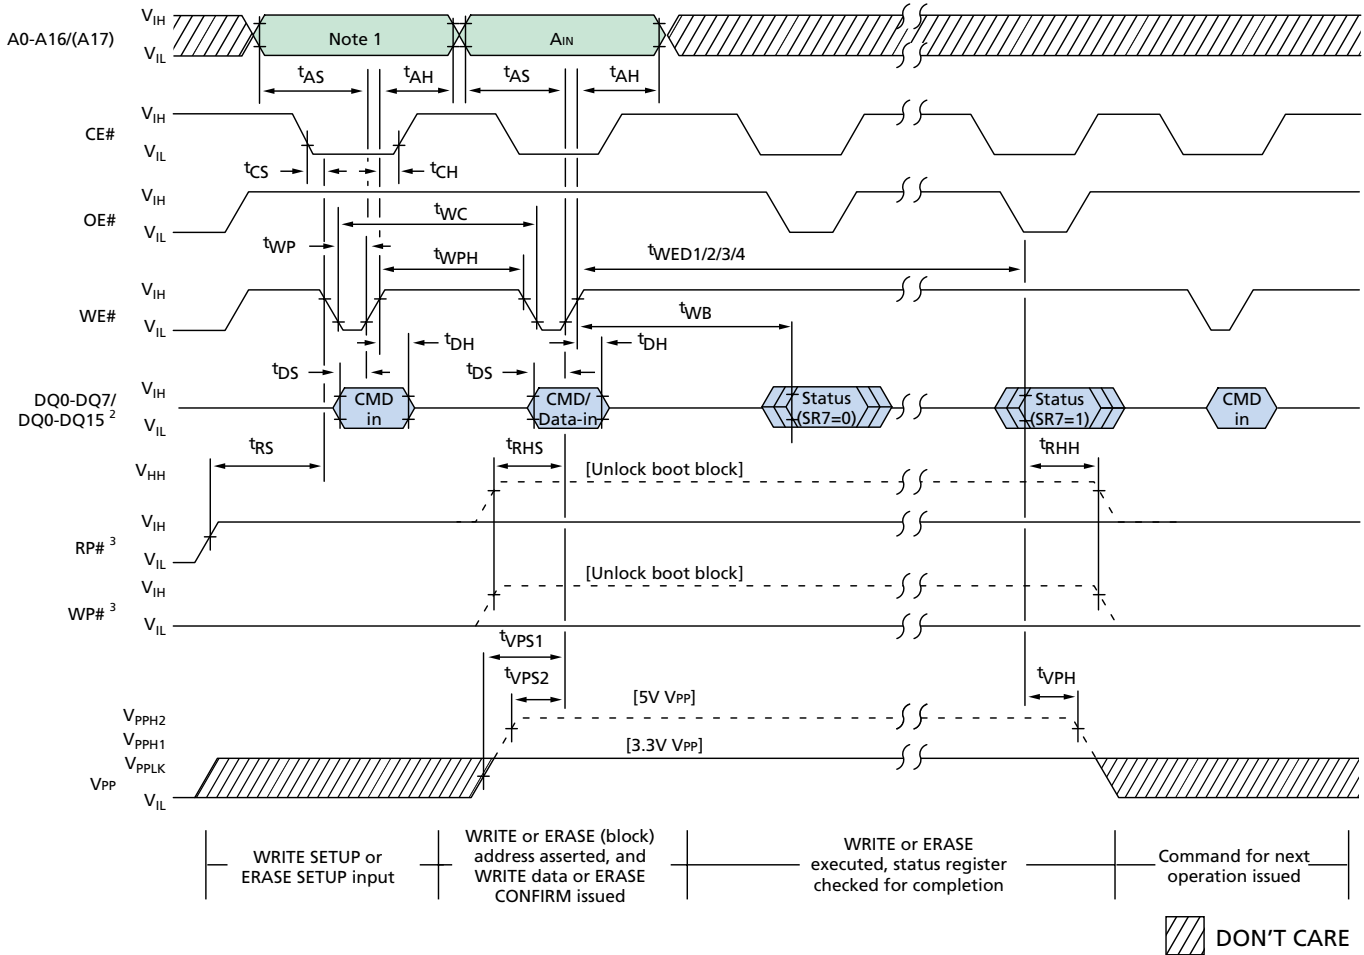 VIH
A0-A16/(A17)
VIL
Note 1
AIN
tAS
tAH
tAS
tAH
VIH
CE#
VIL
tCS
tCH
VIH
OE#
VIL
tWC
tWP
tWPH
tWED1/2/3/4
VIH
WE#
VIL
tWB
tDH
tDH
tDS
tDS
VIH
DQ0-DQ7/
DQ0-DQ15 2
VIL
CMD
in
CMD/
Data-in
Status
(SR7=0)
Status
(SR7=1)
CMD
in
tRS
tRHS
tRHH
VHH
[Unlock boot block]
VIH
RP# 3
VIL
[Unlock boot block]
VIH
WP# 3
VIL
tVPS1
tVPS2
tVPH
[5V VPP]
VPPH2
VPPH1
[3.3V VPP]
VPPLK
VPP
VIL
WRITE SETUP or
ERASE SETUP input
WRITE or ERASE (block)
address asserted, and
WRITE data or ERASE
CONFIRM issued
WRITE or ERASE
executed, status register
checked for completion
Command for next
operation issued
DON'T CARE